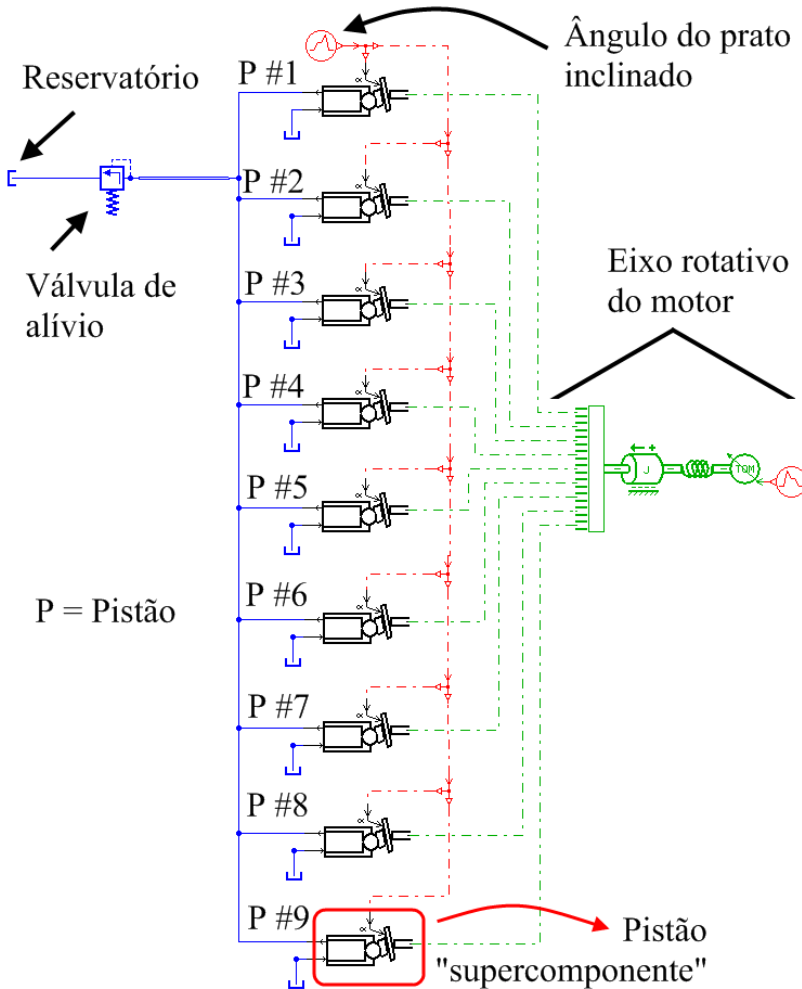 Ângulo do prato
inclinado
Reservatório
P #1
α
P #2
α
Válvula de
alívio
P #3
α
Eixo rotativo
do motor
P #4
α
← +
J
TQM
P #5
α
P = Pistão
P #6
α
P #7
α
P #8
α
P #9
α
Pistão
"supercomponente"